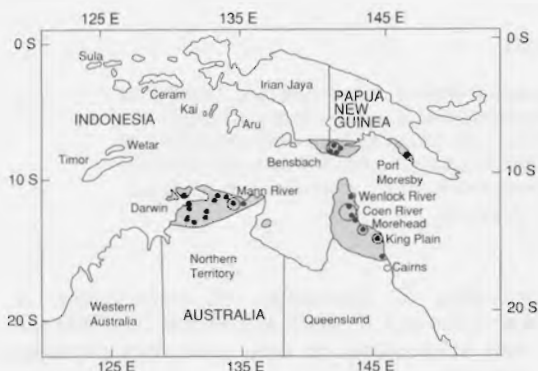 125 E 135 E 145 E
0 S 0 S
Sula
Ceram
Irian Jaya
PAPUA
NEW
GUINEA
INDONESIA
Kai
Aru
Wetar
Timor
Bensbach
Port
Moresby
10 S 10 S
Mann River
Darwin
Wenlock River
Coen River
Morehead
King Plain
Cairns
Northern
Territory
Western
Australia
AUSTRALIA
Queensland
20 S 20 S
125 E 135 E 145 E